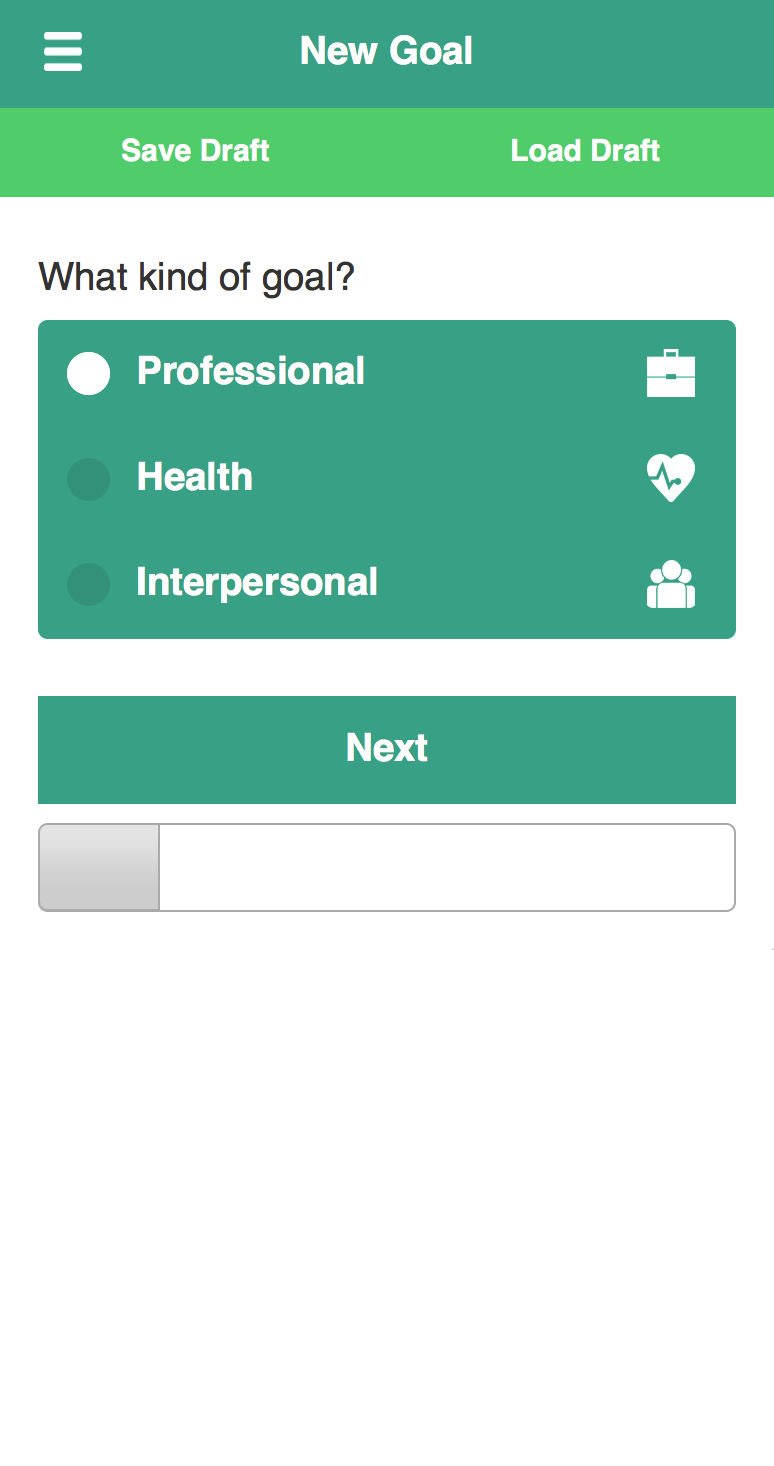 New Goal
Save Draft Load Draft
What kind of goal?
Professional
Health
Interpersonal
Next